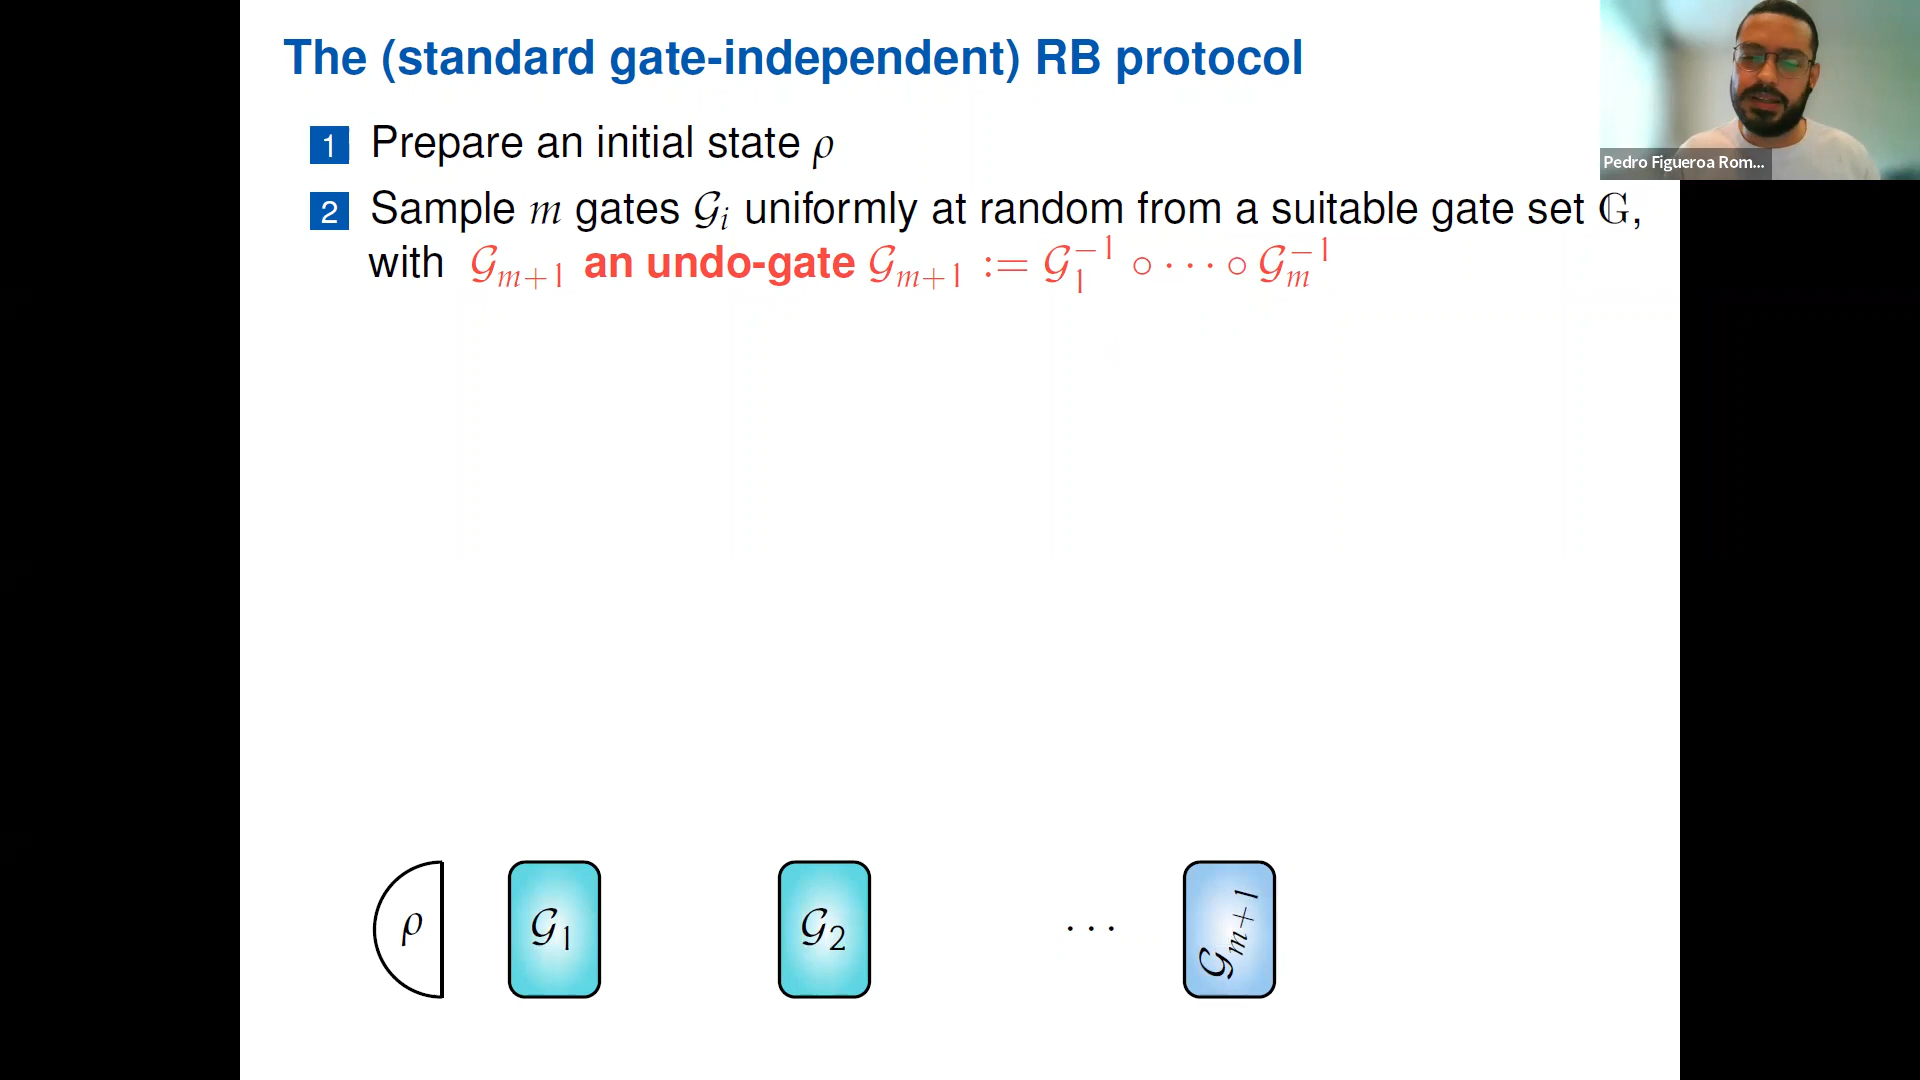 The (standard gate-independent) RB protocol
Pedro Figueroa Rom...
1 Prepare an initial state ρ
2 Sample m gates 𝒢ᵢ uniformly at random from a suitable gate set 𝔾,
with 𝒢ₘ₊₁ an undo-gate 𝒢ₘ₊₁ := 𝒢₁⁻¹ ∘ ··· ∘ 𝒢ₘ⁻¹
ρ 𝒢₁ 𝒢₂ ··· 𝒢ₘ₊₁